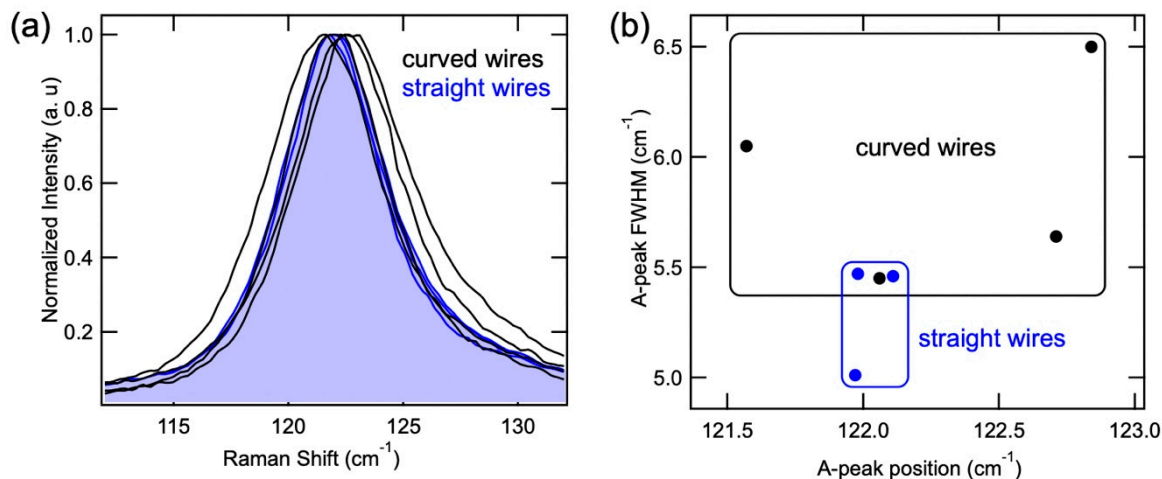 (a)
1.0
0.8
0.6
0.4
0.2
Normalized Intensity (a. u)
curved wires
straight wires
115
120
125
130
Raman Shift (cm⁻¹)
(b)
6.5
6.0
5.5
5.0
A-peak FWHM (cm⁻¹)
curved wires
straight wires
121.5
122.0
122.5
123.0
A-peak position (cm⁻¹)